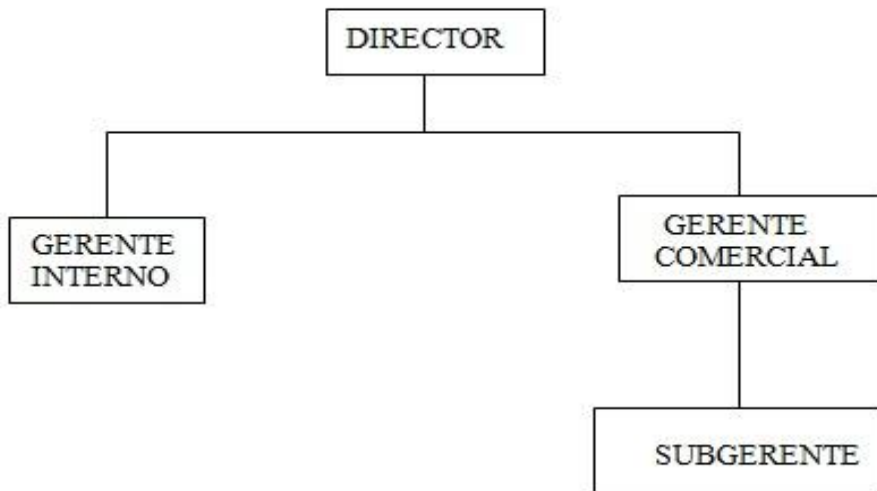 DIRECTOR
GERENTE
INTERNO
GERENTE
COMERCIAL
SUBGERENTE